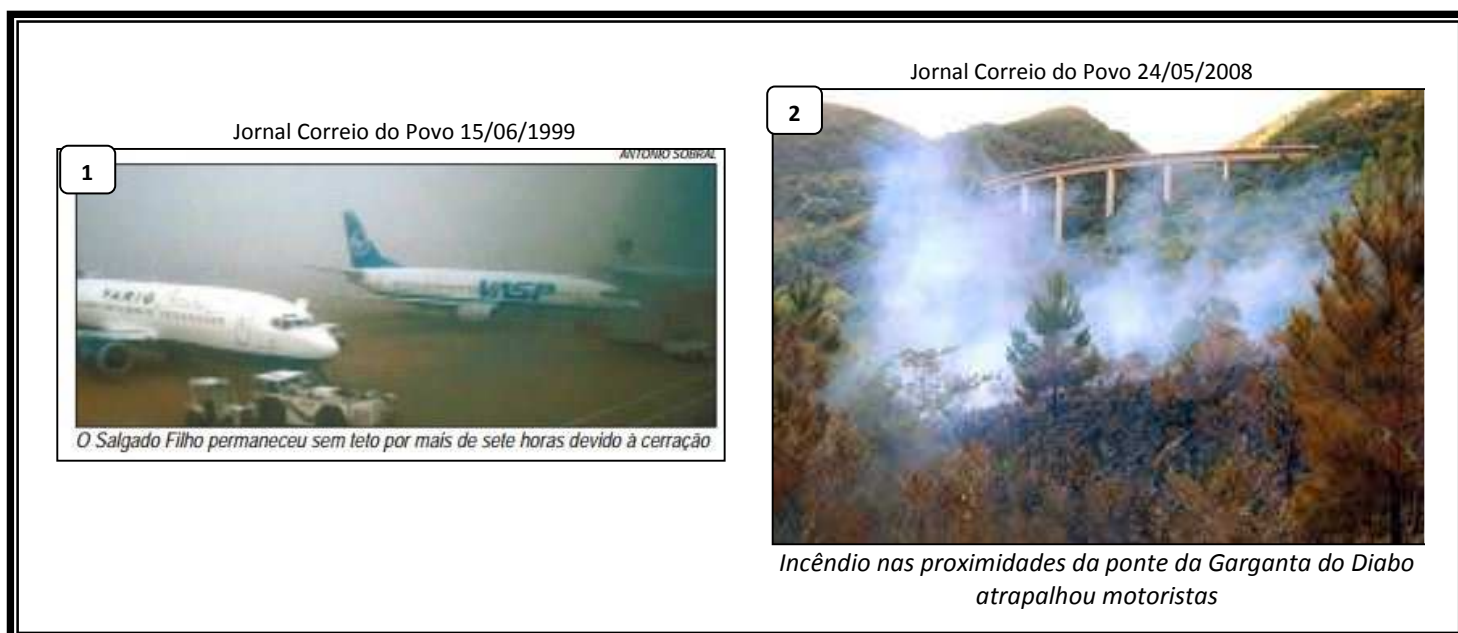 Jornal Correio do Povo 15/06/1999
1
ANTONIO SOBRAL
VARIG
VASP
O Salgado Filho permaneceu sem teto por mais de sete horas devido à cerração
Jornal Correio do Povo 24/05/2008
2
Incêndio nas proximidades da ponte da Garganta do Diabo
atrapalhou motoristas